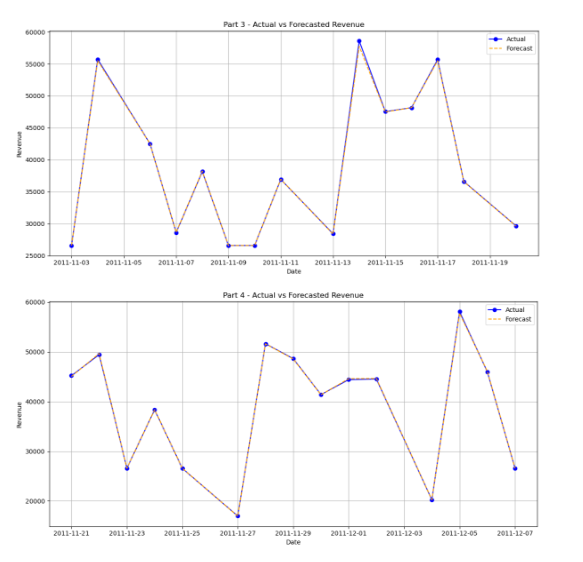 Part 3 - Actual vs Forecasted Revenue
60000
55000
50000
45000
40000
35000
30000
25000
Revenue
Actual
Forecast
2011-11-03 2011-11-05 2011-11-07 2011-11-09 2011-11-11 2011-11-13 2011-11-15 2011-11-17 2011-11-19
Date
Part 4 - Actual vs Forecasted Revenue
60000
50000
40000
30000
20000
Revenue
Actual
Forecast
2011-11-21 2011-11-23 2011-11-25 2011-11-27 2011-11-29 2011-12-01 2011-12-03 2011-12-05 2011-12-07
Date